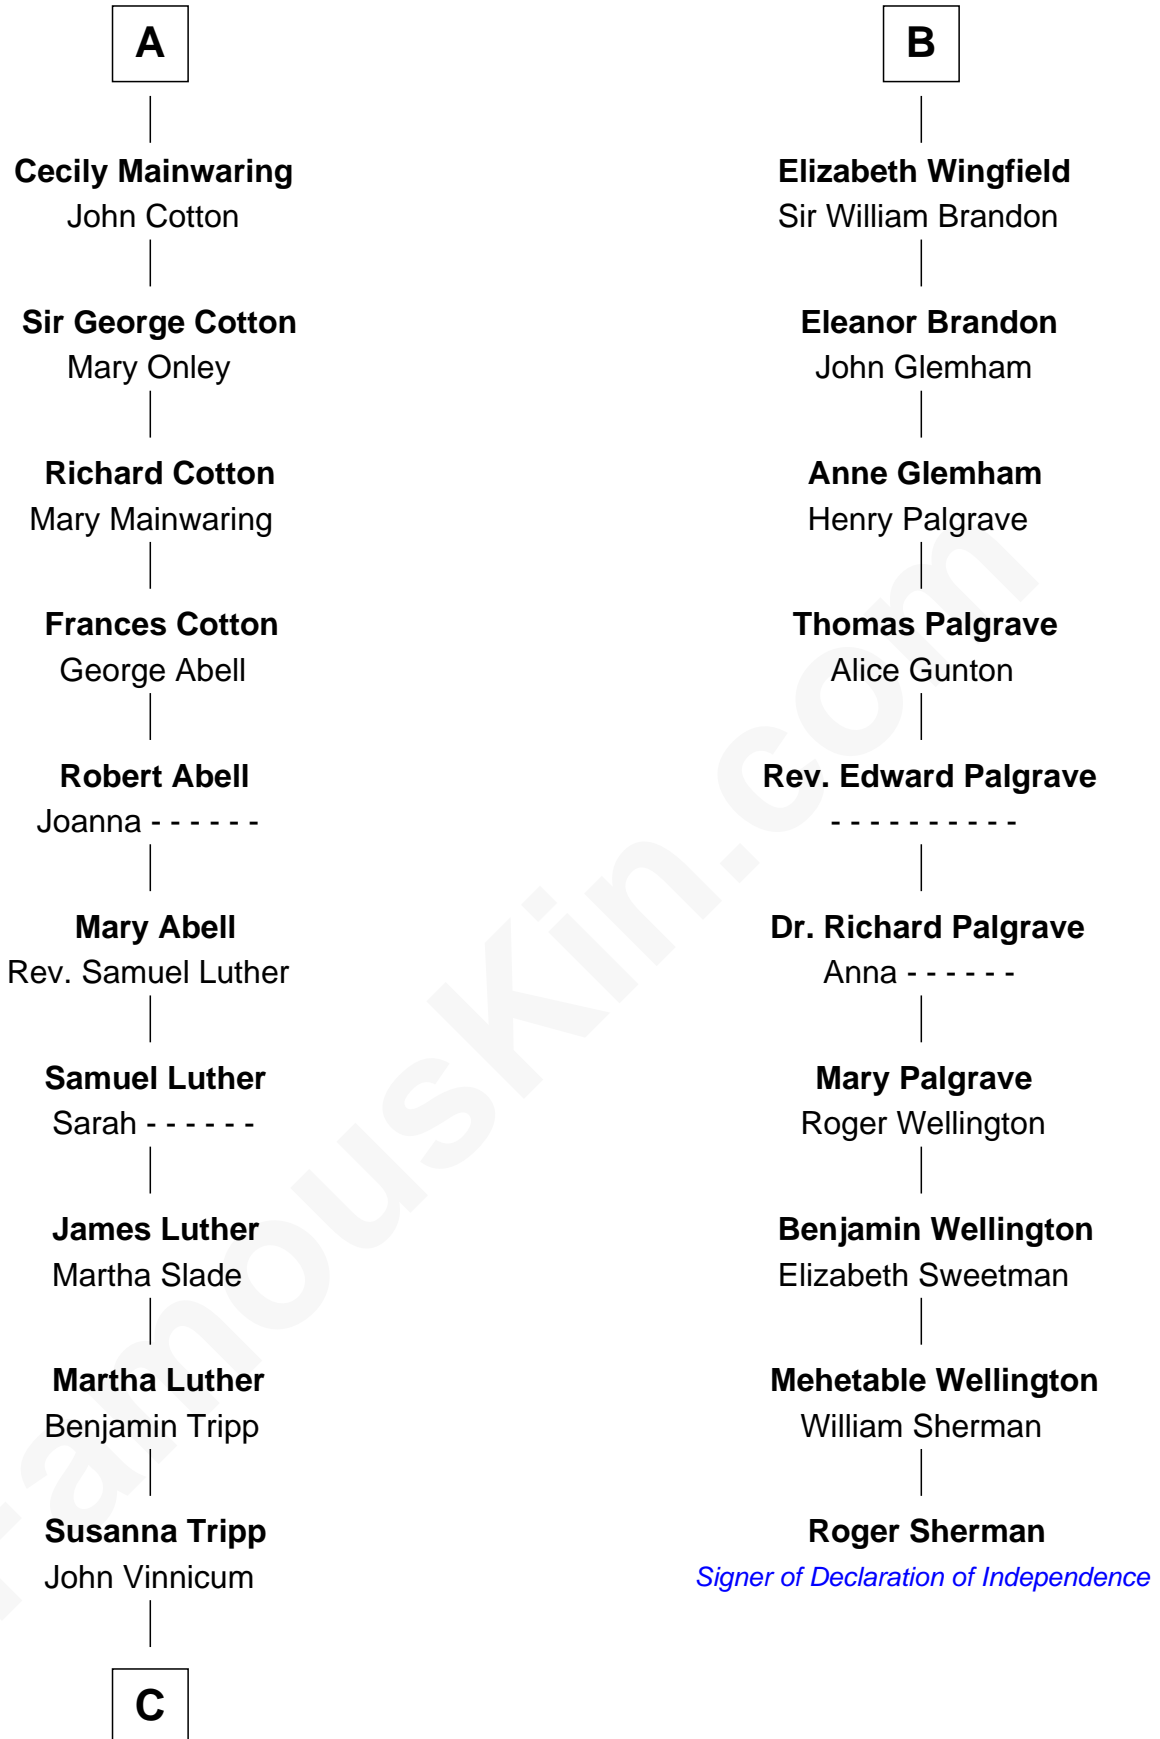 A
Cecily Mainwaring
John Cotton
Sir George Cotton
Mary Onley
Richard Cotton
Mary Mainwaring
Frances Cotton
George Abell
Robert Abell
Joanna - - - - - -
Mary Abell
Rev. Samuel Luther
Samuel Luther
Sarah - - - - - -
James Luther
Martha Slade
Martha Luther
Benjamin Tripp
Susanna Tripp
John Vinnicum
C
B
Elizabeth Wingfield
Sir William Brandon
Eleanor Brandon
John Glemham
Anne Glemham
Henry Palgrave
Thomas Palgrave
Alice Gunton
Rev. Edward Palgrave
- - - - - - - - - -
Dr. Richard Palgrave
Anna - - - - - -
Mary Palgrave
Roger Wellington
Benjamin Wellington
Elizabeth Sweetman
Mehetable Wellington
William Sherman
Roger Sherman
Signer of Declaration of Independence
FamousKin.com